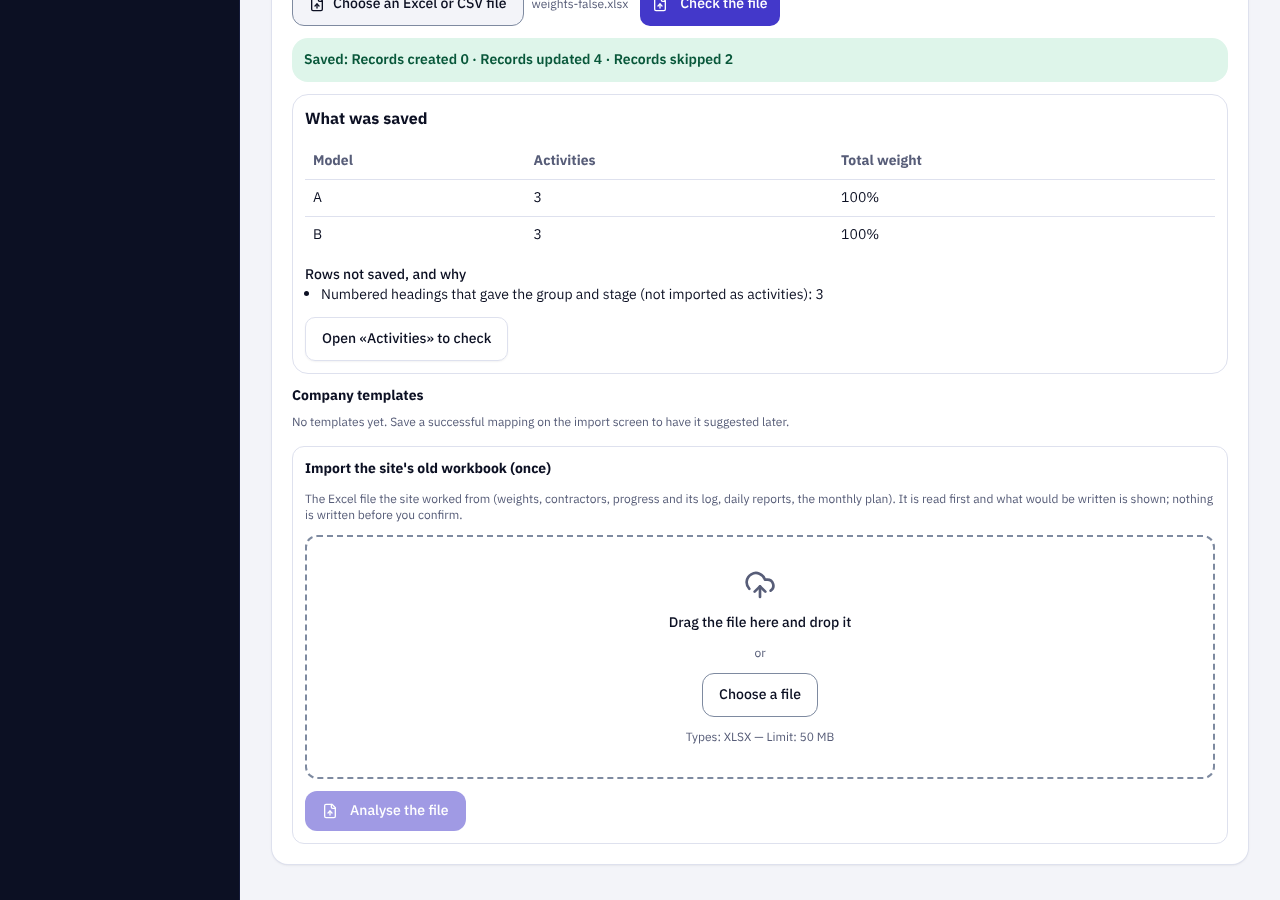 Choose an Excel or CSV file weights-false.xlsx Check the file
Saved: Records created 0 · Records updated 4 · Records skipped 2
What was saved
Model Activities Total weight
A 3 100%
B 3 100%
Rows not saved, and why
• Numbered headings that gave the group and stage (not imported as activities): 3
Open «Activities» to check
Company templates
No templates yet. Save a successful mapping on the import screen to have it suggested later.
Import the site's old workbook (once)
The Excel file the site worked from (weights, contractors, progress and its log, daily reports, the monthly plan). It is read first and what would be written is shown; nothing
is written before you confirm.
Drag the file here and drop it
or
Choose a file
Types: XLSX — Limit: 50 MB
Analyse the file